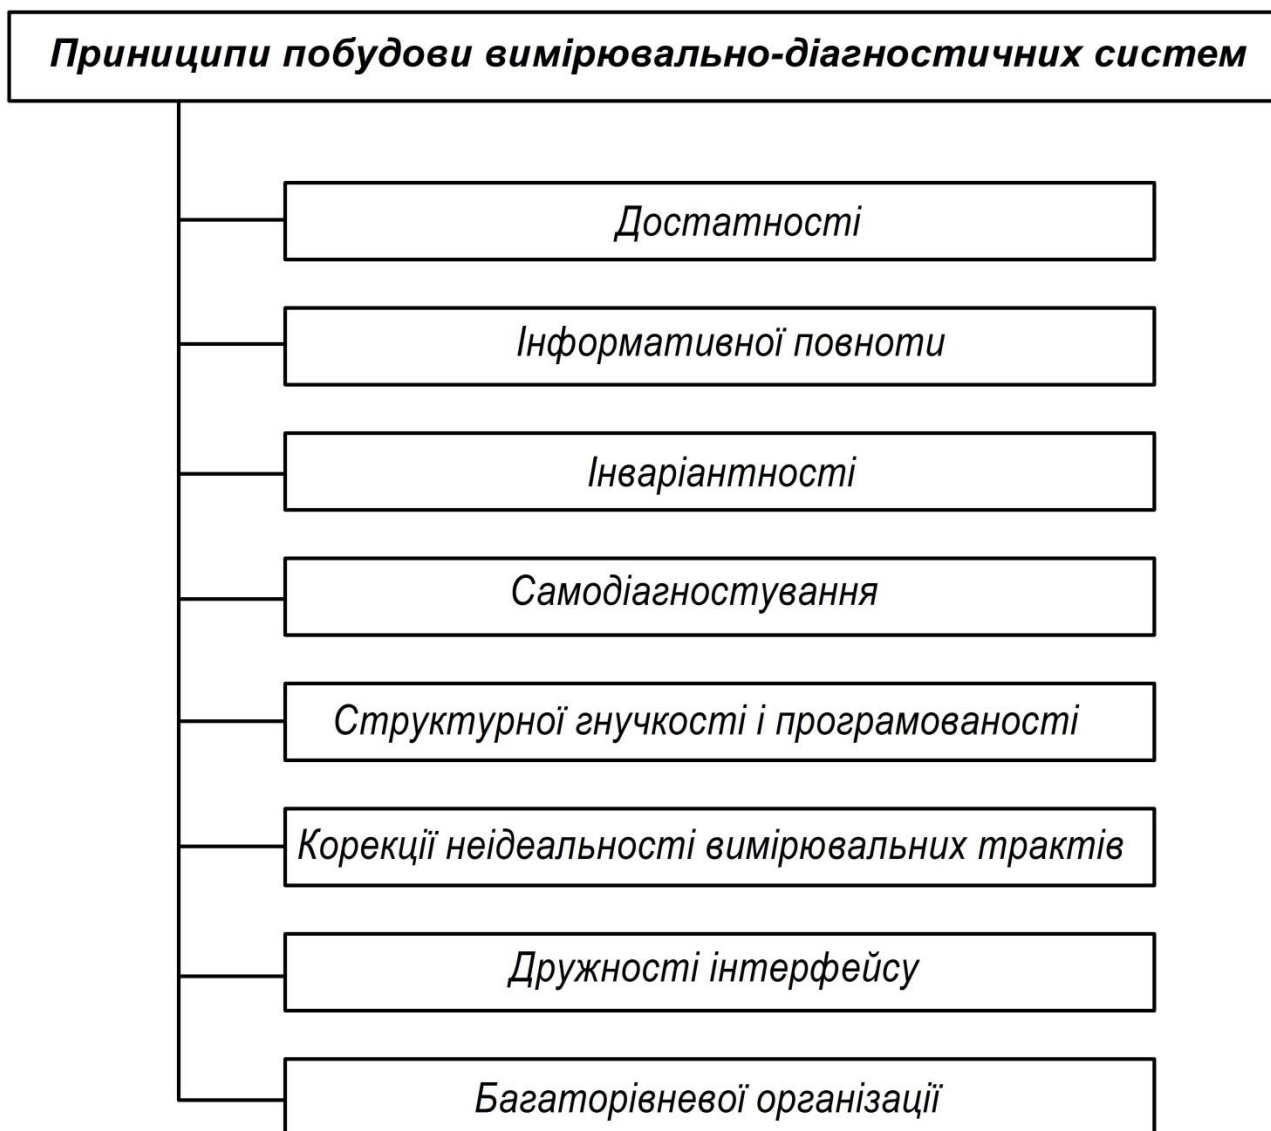 Приниципи побудови вимірювально-діагностичних систем
Достатності
Інформативної повноти
Інваріантності
Самодіагностування
Структурної гнучкості і програмованості
Корекції неідеальності вимірювальних трактів
Дружності інтерфейсу
Багаторівневої організації